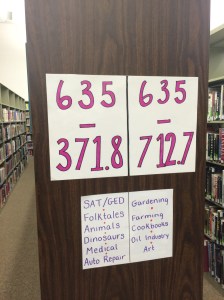 635
–
371.8
635
–
712.7
SAT/GED
Folktales
Animals
Dinosaurs
Medical
Auto Repair
Gardening
Farming
Cookbooks
Oil Industry
Art